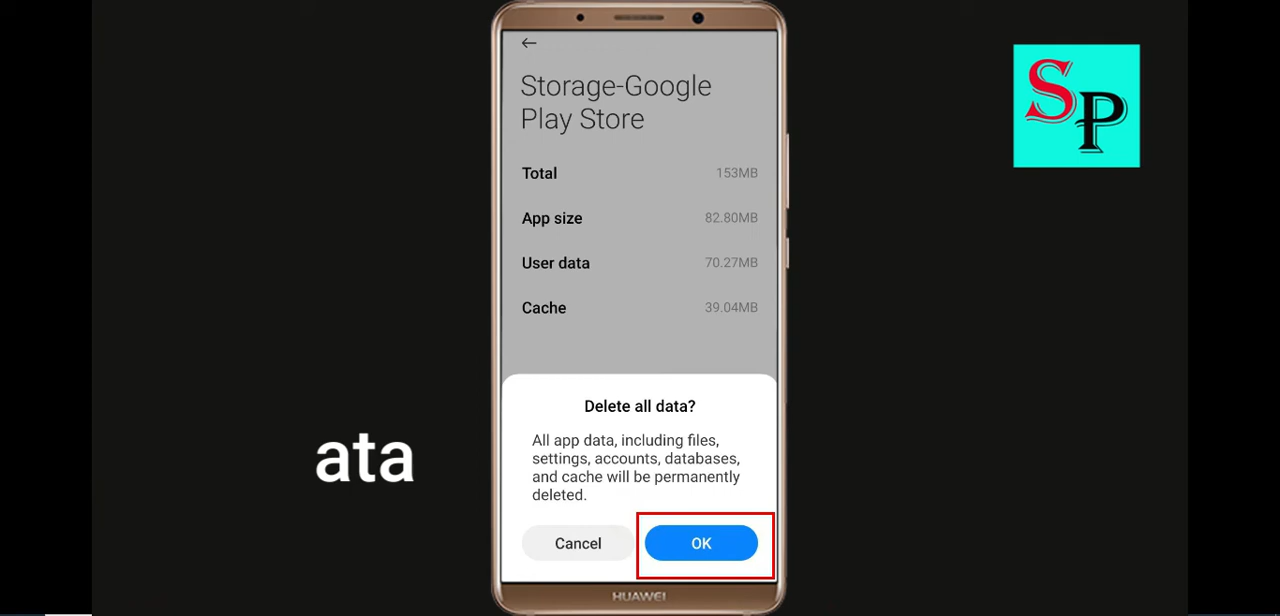 Storage-Google
Play Store
Total 153MB
App size 82.80MB
User data 70.27MB
Cache 39.04MB
Delete all data?
All app data, including files,
settings, accounts, databases,
and cache will be permanently
deleted.
Cancel OK
HUAWEI
ata
SP